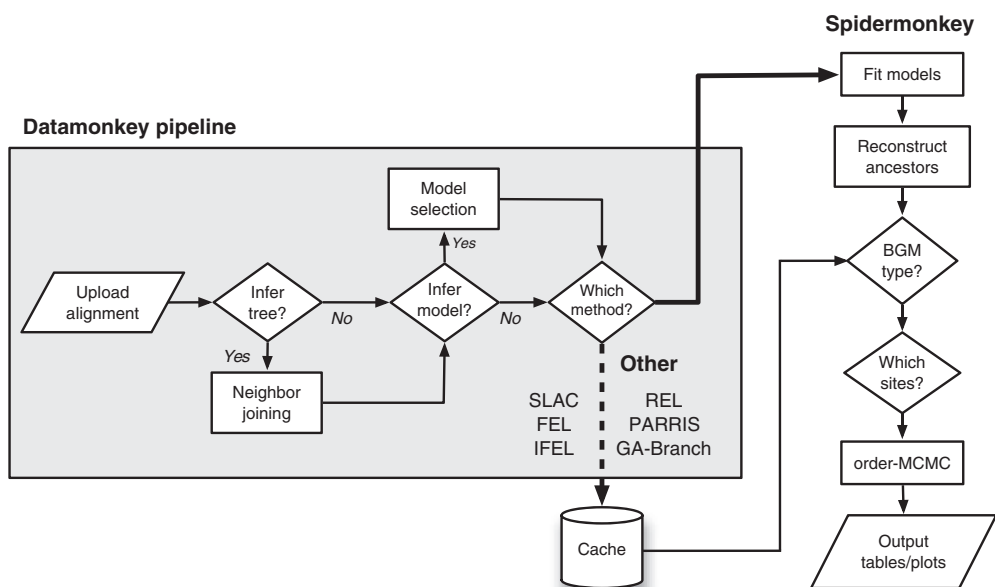 Spidermonkey
Fit models
Datamonkey pipeline
Reconstruct
ancestors
Model
selection
Yes
BGM
type?
Upload
alignment
Infer
tree?
No
Infer
model?
No
Which
method?
Yes
Neighbor
joining
Other
SLAC
REL
FEL
PARRIS
IFEL
GA-Branch
Which
sites?
order-MCMC
Cache
Output
tables/plots